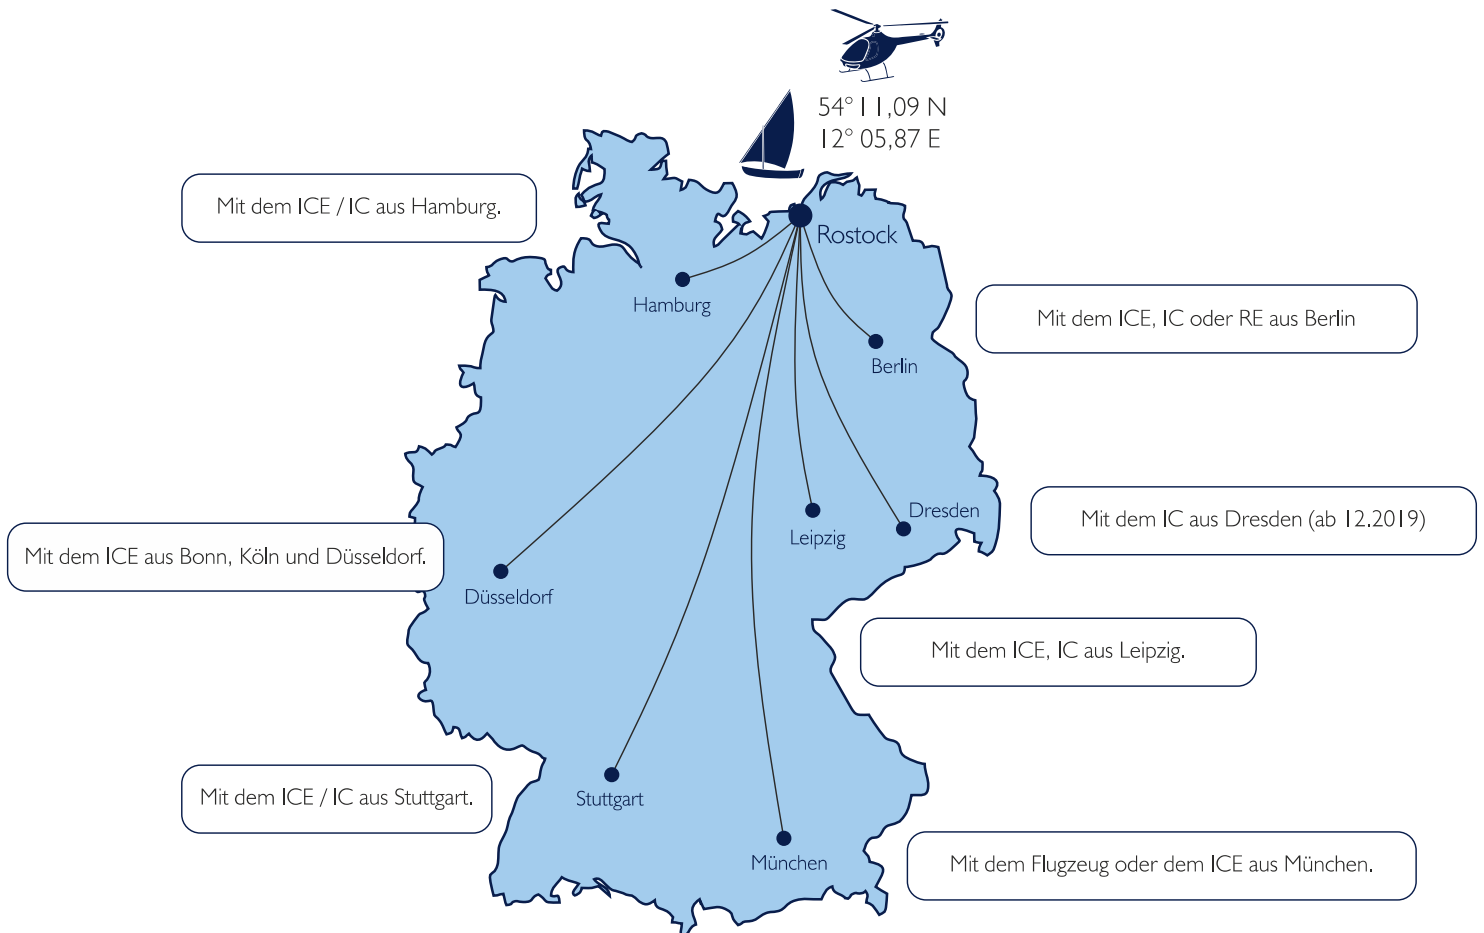 54° 11,09 N
12° 05,87 E
Mit dem ICE / IC aus Hamburg.
Rostock
Hamburg
Mit dem ICE, IC oder RE aus Berlin
Berlin
Mit dem IC aus Dresden (ab 12.2019)
Dresden
Leipzig
Mit dem ICE aus Bonn, Köln und Düsseldorf.
Düsseldorf
Mit dem ICE, IC aus Leipzig.
Mit dem ICE / IC aus Stuttgart.
Stuttgart
München
Mit dem Flugzeug oder dem ICE aus München.